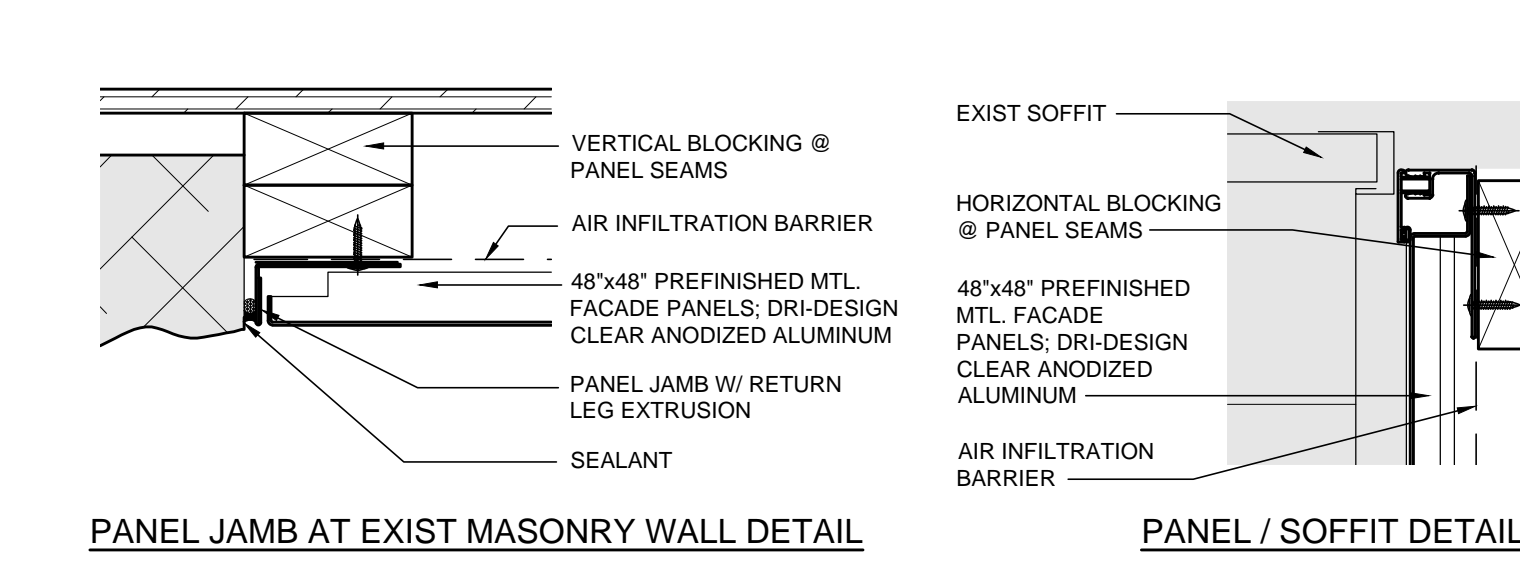 VERTICAL BLOCKING @
PANEL SEAMS
AIR INFILTRATION BARRIER
48"x48" PREFINISHED MTL.
FACADE PANELS; DRI-DESIGN
CLEAR ANODIZED ALUMINUM
PANEL JAMB W/ RETURN
LEG EXTRUSION
SEALANT
PANEL JAMB AT EXIST MASONRY WALL DETAIL
EXIST SOFFIT
HORIZONTAL BLOCKING
@ PANEL SEAMS
48"x48" PREFINISHED
MTL. FACADE
PANELS; DRI-DESIGN
CLEAR ANODIZED
ALUMINUM
AIR INFILTRATION
BARRIER
PANEL / SOFFIT DETAIL